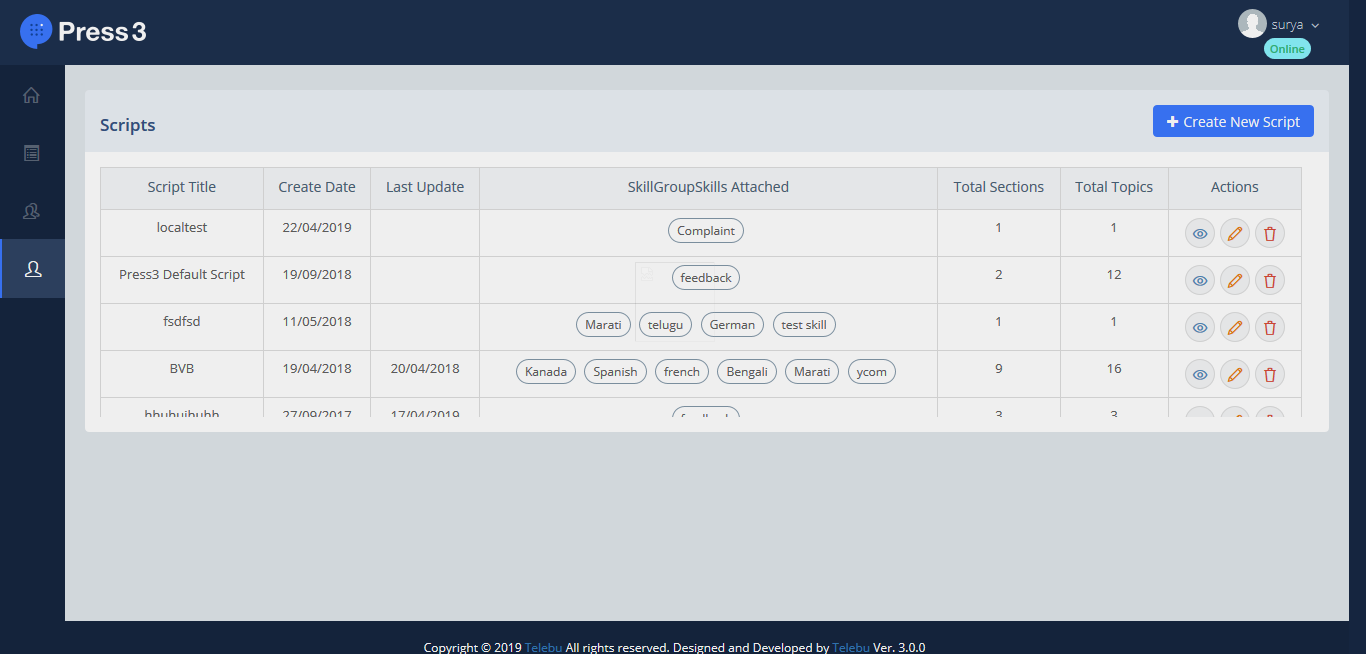 Press 3
surya
Online
Scripts
Create New Script
Script Title Create Date Last Update SkillGroupSkills Attached Total Sections Total Topics Actions
localtest 22/04/2019 Complaint 1 1
Press3 Default Script 19/09/2018 feedback 2 12
fsdfsd 11/05/2018 Marati telugu German test skill 1 1
BVB 19/04/2018 20/04/2018 Kanada Spanish french Bengali Marati ycom 9 16
27/09/2017 17/04/2019 feedback 3 3
Copyright © 2019 Telebu All rights reserved. Designed and Developed by Telebu Ver. 3.0.0